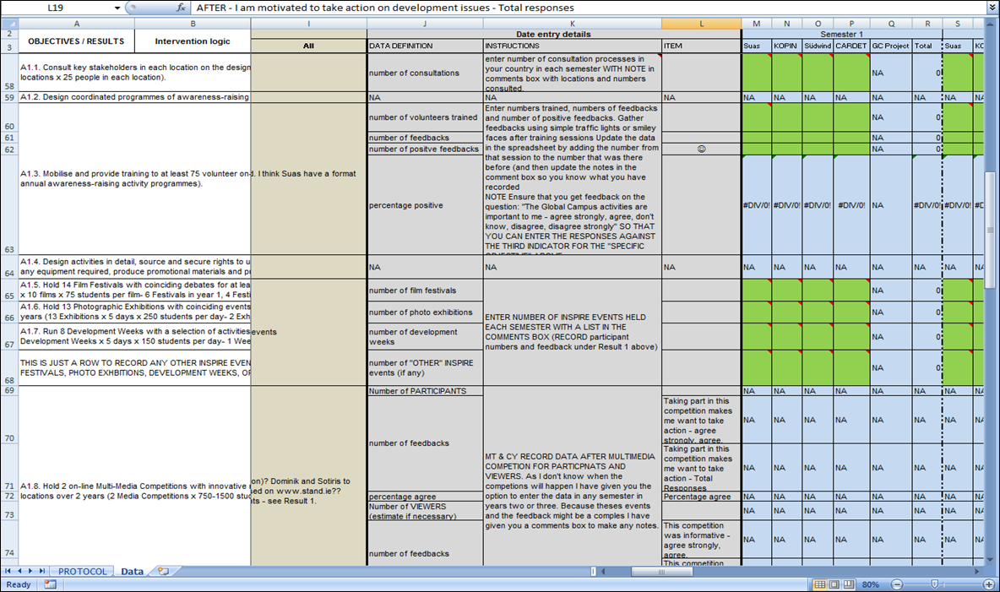 L19
fx
AFTER - I am motivated to take action on development issues - Total responses
A B I J K L M N O P Q R S
2 Date entry details Semester 1
OBJECTIVES / RESULTS Intervention logic
3 All DATA DEFINITION INSTRUCTIONS ITEM Suas KOPIN Südwind CARDET GC Project Total Suas KC
58
A1.1. Consult key stakeholders in each location on the design
locations x 25 people in each location).
number of consultations
enter number of consultation processes in
your country in each semester WITH NOTE in
comments box with locations and numbers
consulted.
NA 0
59 A1.2. Design coordinated programmes of awareness-raising NA NA NA NA NA NA NA NA NA NA NA
60 number of volunteers trained NA 0
61 number of feedbacks NA 0
62 number of positve feedbacks ☺ NA 0
63
A1.3. Mobilise and provide training to at least 75 volunteer on
annual awareness-raising activity programmes).
d. I think Suas have a format
percentage positive
Enter numbers trained, numbers of feedbacks
and number of positive feedbacks. Gather
feedbacks using simple traffic lights or smiley
faces after training sessions Update the data
in the spreadsheet by adding the number from
that session to the number that was there
before (and then update the notes in the
comment box so you know what you have
recorded
NOTE Ensure that you get feedback on the
question: "The Global Campus activities are
important to me - agree strongly, agree, don't
know, disagree, disagree strongly" SO THAT
YOU CAN ENTER THE RESPONSES AGAINST
THE THIRD INDICATOR FOR THE "SPECIFIC
#DIV/0! #DIV/0! #DIV/0! #DIV/0! NA #DIV/0! #DIV/0! #D
64
A1.4. Design activities in detail, source and secure rights to u
any equipment required, produce promotional materials and p
NA NA NA NA NA NA NA NA NA NA NA
65
A1.5. Hold 14 Film Festivals with coinciding debates for at lea
x 10 films x 75 students per film- 6 Festivals in year 1, 4 Festi
number of film festivals NA 0
66
A1.6. Hold 13 Photographic Exhibitions with coinciding events
years (13 Exhibitions x 5 days x 250 students per day- 2 Exh
number of photo exhibitions NA 0
67
A1.7. Run 8 Development Weeks with a selection of activities events
Development Weeks x 5 days x 150 students per day- 1 Wee
number of development
weeks
NA 0
68
THIS IS JUST A ROW TO RECORD ANY OTHER INSPIRE EVEN
FESTIVALS, PHOTO EXHBITIONS, DEVELOPMENT WEEKS, OF
number of "OTHER" INSPIRE
events (if any)
NA 0
ENTER NUMBER OF INSPIRE EVENTS HELD
EACH SEMESTER WITH A LIST IN THE
COMMENTS BOX (RECORD participant
numbers and feedback under Result 1 above)
69 Number of PARTICIPANTS NA NA NA NA NA NA NA NA
70 number of feedbacks
Taking part in this
competition makes
me want to take
action - agree
strongly, agree.
NA NA NA NA NA NA NA NA
71
Taking part in this
competition makes
me want to take
action - Total
Responses
NA NA NA NA NA NA NA NA
A1.8. Hold 2 on-line Multi-Media Competitions with innovative
locations over 2 years (2 Media Competitions x 750-1500 stu
on)? Dominik and Sotiris to
ed on www.stand.ie??
ts - see Result 1.
MT & CY RECORD DATA AFTER MULTIMEDIA
COMPETION FOR PARTICPNATS AND
VIEWERS. As I don't know when the
competions will happen I have given you the
option to enter the data in any semester in
years two or three. Because theses events
and the feedback might be a comples I have
given you a comments box to make any notes.
72 percentage agree Percentage agree NA NA NA NA NA NA NA NA
73 Number of VIEWERS
(estimate if necessary)
NA NA NA NA NA NA NA NA
74 number of feedbacks
This competition
was informative -
agree strongly,
agree.
This competition
NA NA NA NA NA NA NA NA
PROTOCOL Data
Ready 80%